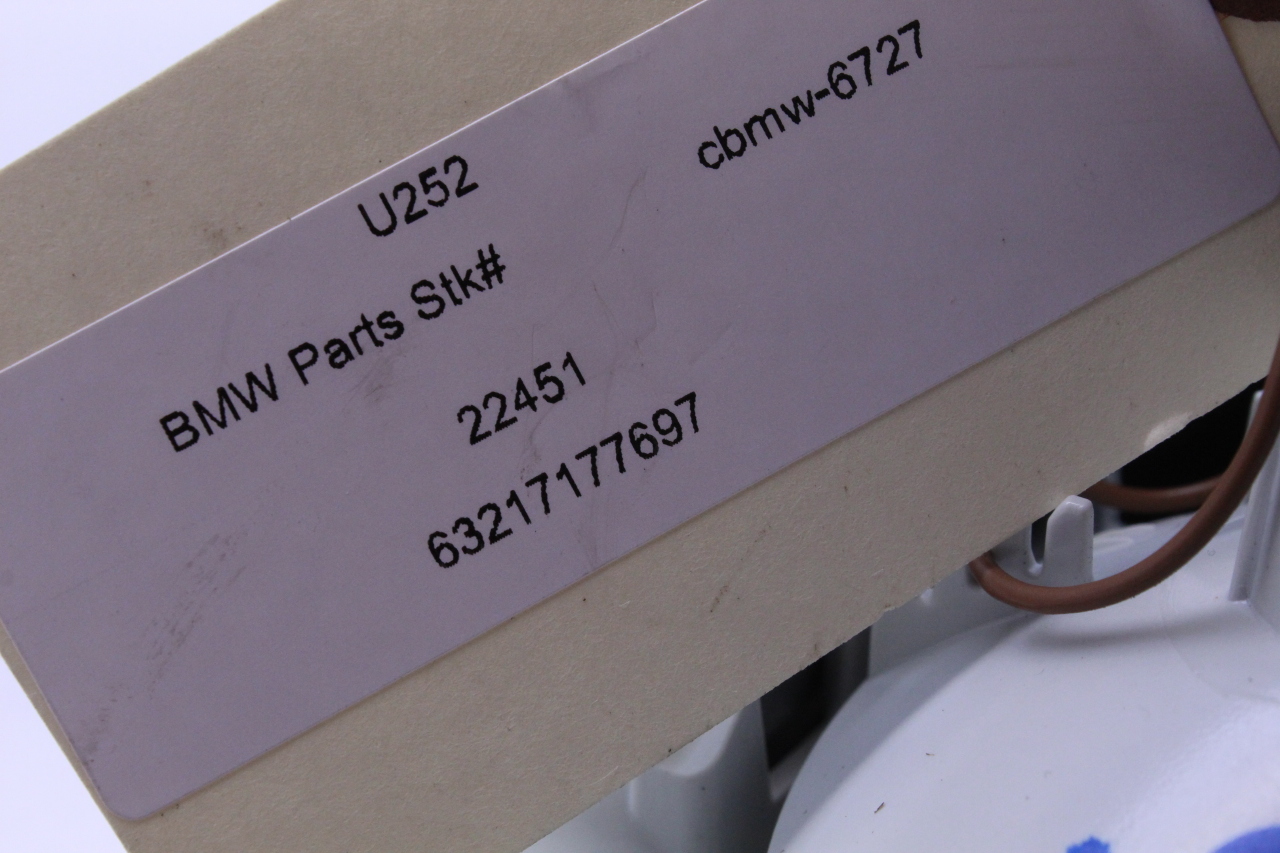 U252
cbmw-6727
BMW Parts Stk#
22451
63217177697